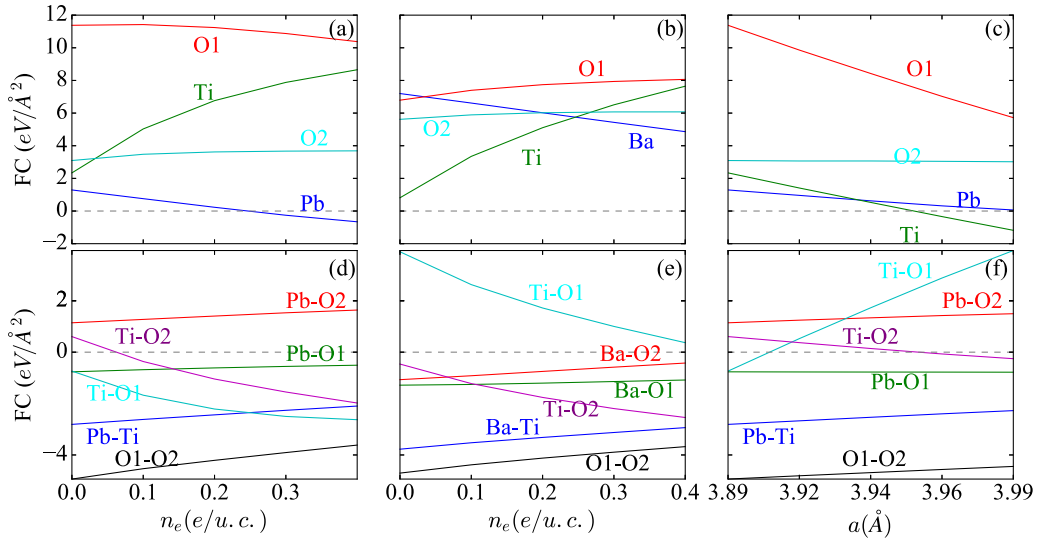 12
10
8
6
4
2
0
−2
FC (eV/Å²)
(a)
O1
Ti
O2
Pb
(b)
O1
O2
Ba
Ti
(c)
O1
O2
Pb
Ti
2
0
−4
FC (eV/Å²)
(d)
Pb-O2
Ti-O2
Pb-O1
Ti-O1
Pb-Ti
O1-O2
(e)
Ti-O1
Ba-O2
Ba-O1
Ti-O2
Ba-Ti
O1-O2
(f)
Ti-O1
Pb-O2
Ti-O2
Pb-O1
Pb-Ti
O1-O2
0.0 0.1 0.2 0.3
n_e(e/u.c.)
0.0 0.1 0.2 0.3 0.4
n_e(e/u.c.)
3.89 3.92 3.94 3.96 3.99
a(Å)